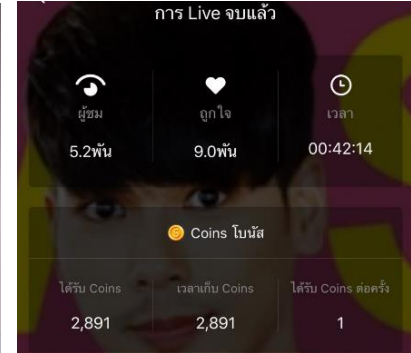 การ Live จบแล้ว
ผู้ชม ถูกใจ เวลา
5.2พัน 9.0พัน 00:42:14
Coins โบนัส
ได้รับ Coins เวลาเก็บ Coins ได้รับ Coins ต่อครั้ง
2,891 2,891 1